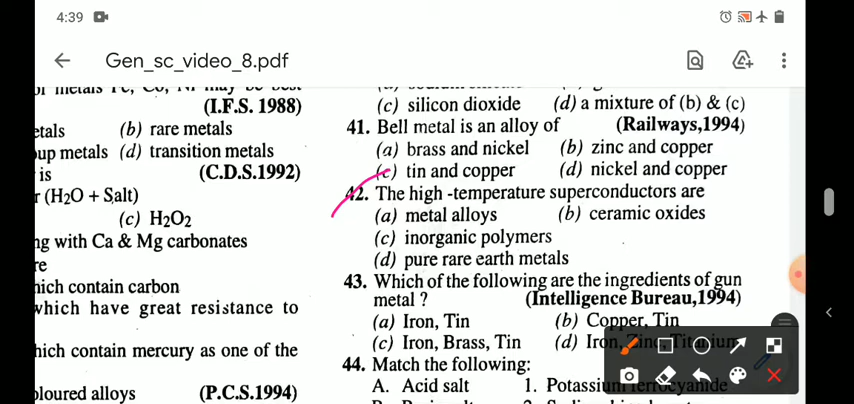 4:39
Gen_sc_video_8.pdf
(I.F.S. 1988)
etals (b) rare metals
up metals (d) transition metals
is (C.D.S.1992)
r (H2O + Salt)
(c) H2O2
ng with Ca & Mg carbonates
re
hich contain carbon
which have great resistance to
hich contain mercury as one of the
oloured alloys (P.C.S.1994)
(c) silicon dioxide (d) a mixture of (b) & (c)
41. Bell metal is an alloy of (Railways,1994)
(a) brass and nickel (b) zinc and copper
(c) tin and copper (d) nickel and copper
42. The high -temperature superconductors are
(a) metal alloys (b) ceramic oxides
(c) inorganic polymers
(d) pure rare earth metals
43. Which of the following are the ingredients of gun
metal ? (Intelligence Bureau,1994)
(a) Iron, Tin (b) Copper, Tin
(c) Iron, Brass, Tin (d) Iron, Zinc, Titanium
44. Match the following:
A. Acid salt 1. Potassium ferrocyanide